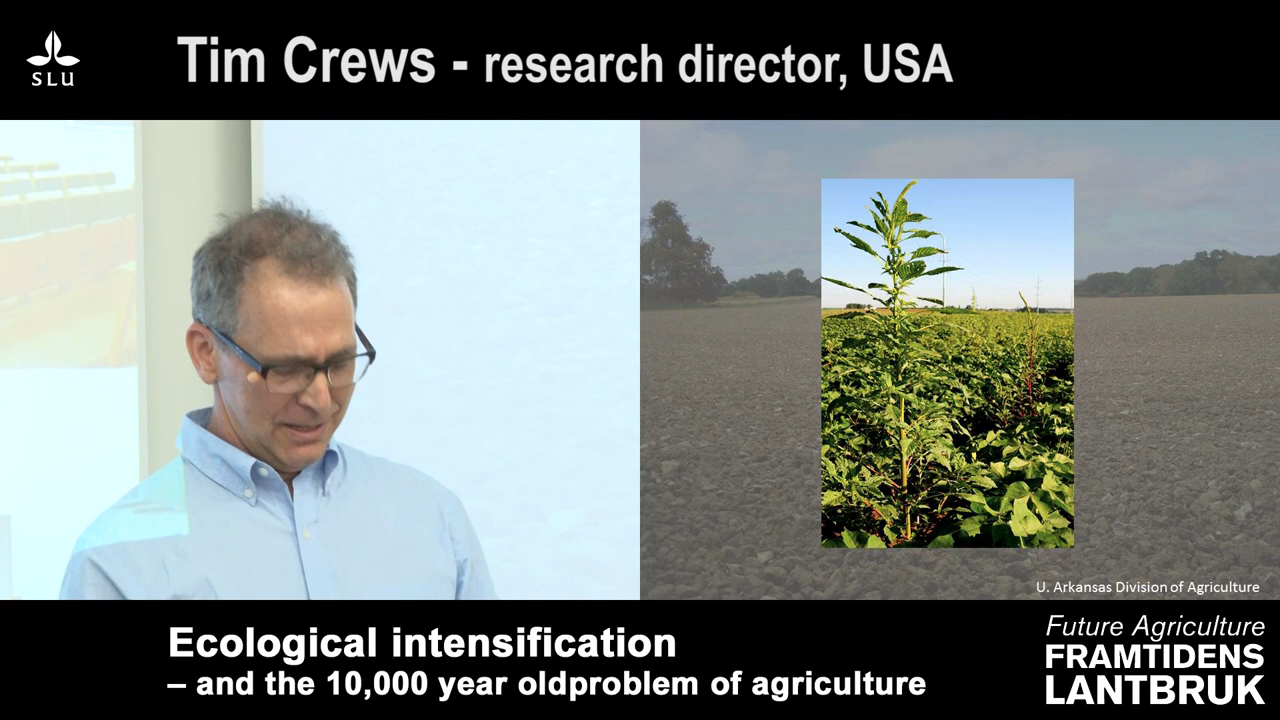 SLU
Tim Crews - research director, USA
U. Arkansas Division of Agriculture
Ecological intensification
– and the 10,000 year oldproblem of agriculture
Future Agriculture
FRAMTIDENS
LANTBRUK